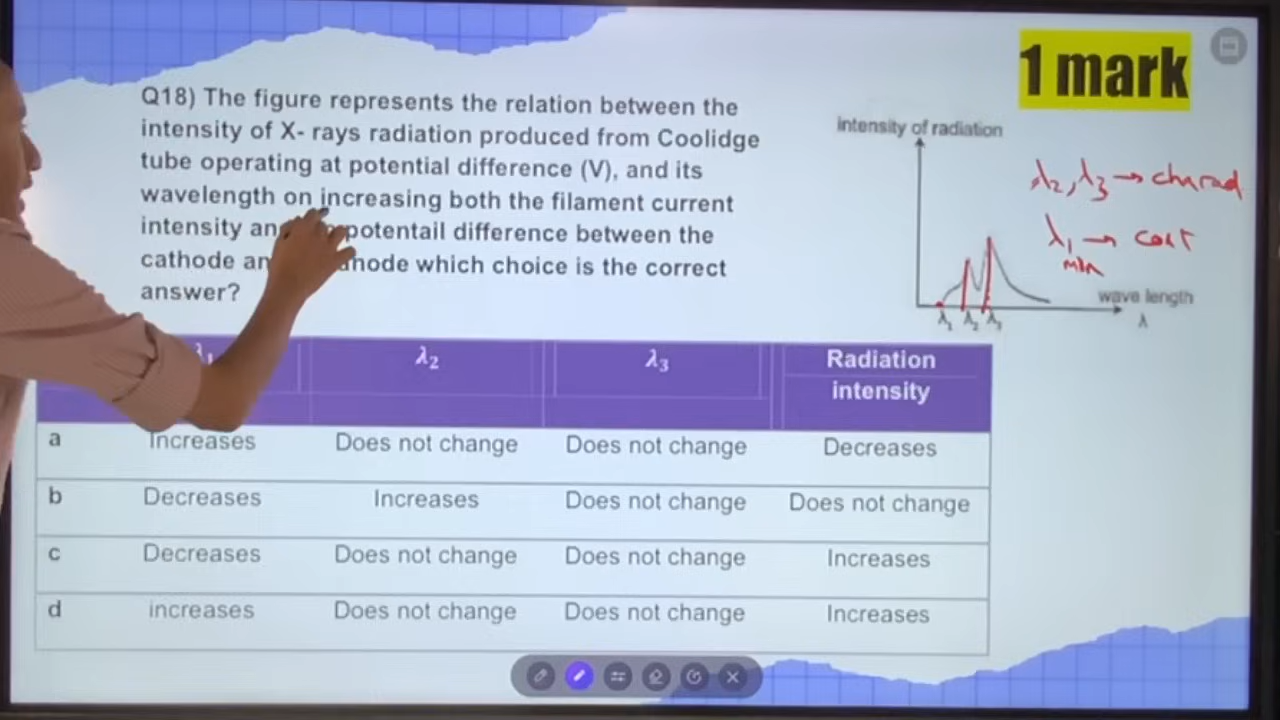 1 mark
Q18) The figure represents the relation between the
intensity of X- rays radiation produced from Coolidge
tube operating at potential difference (V), and its
wavelength on increasing both the filament current
intensity an potentail difference between the
cathode an node which choice is the correct
answer?
intensity of radiation
λ2, λ3 →
λ1 →
min
wave length
λ
λ1 λ2 λ3
λ1 λ2 λ3 Radiation
intensity
a Increases Does not change Does not change Decreases
b Decreases Increases Does not change Does not change
c Decreases Does not change Does not change Increases
d increases Does not change Does not change Increases